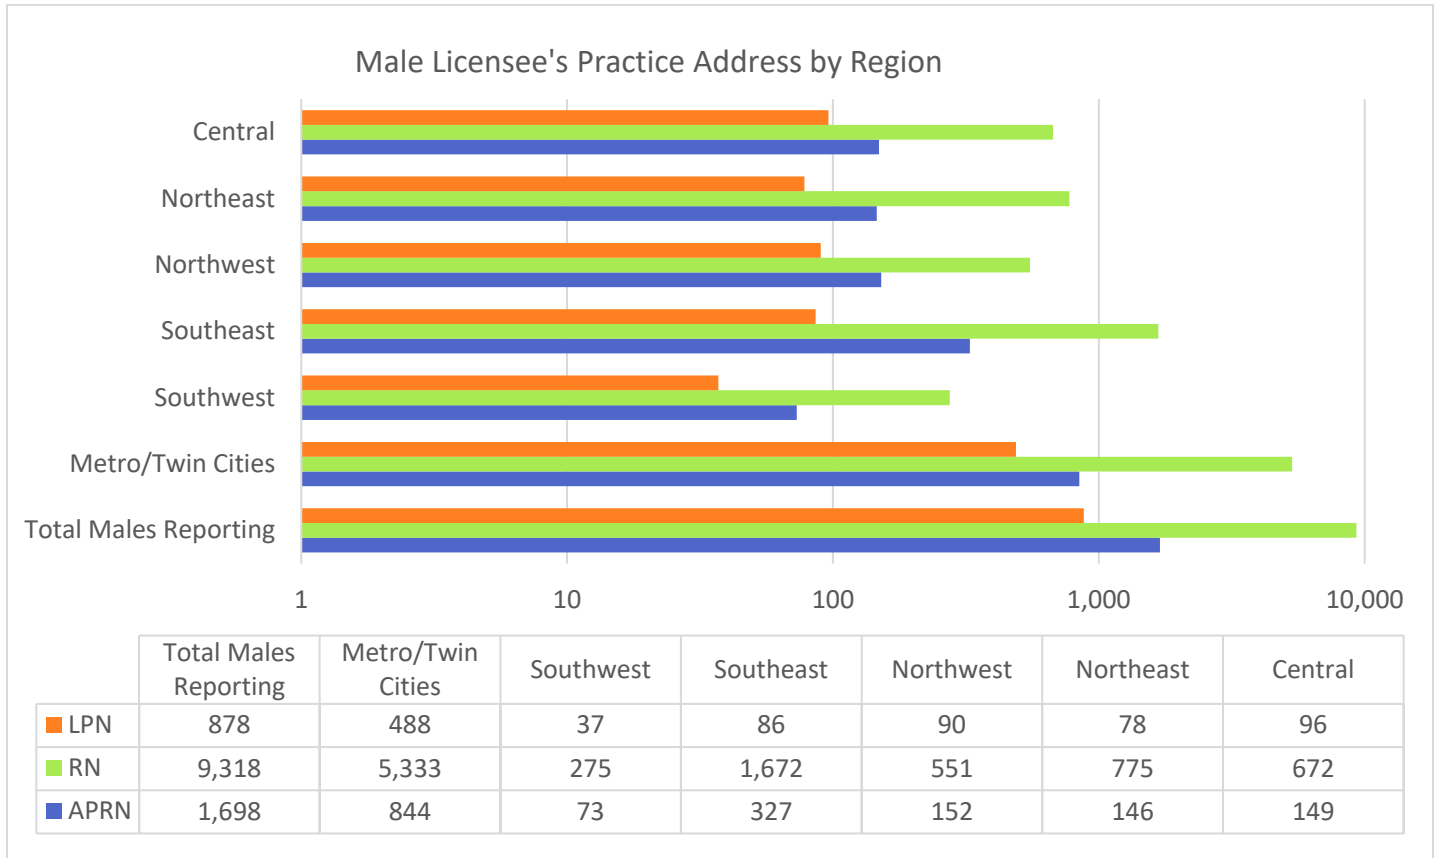 Male Licensee's Practice Address by Region
Central
Northeast
Northwest
Southeast
Southwest
Metro/Twin Cities
Total Males Reporting
1 10 100 1,000 10,000
Total Males Reporting Metro/Twin Cities Southwest Southeast Northwest Northeast Central
LPN 878 488 37 86 90 78 96
RN 9,318 5,333 275 1,672 551 775 672
APRN 1,698 844 73 327 152 146 149